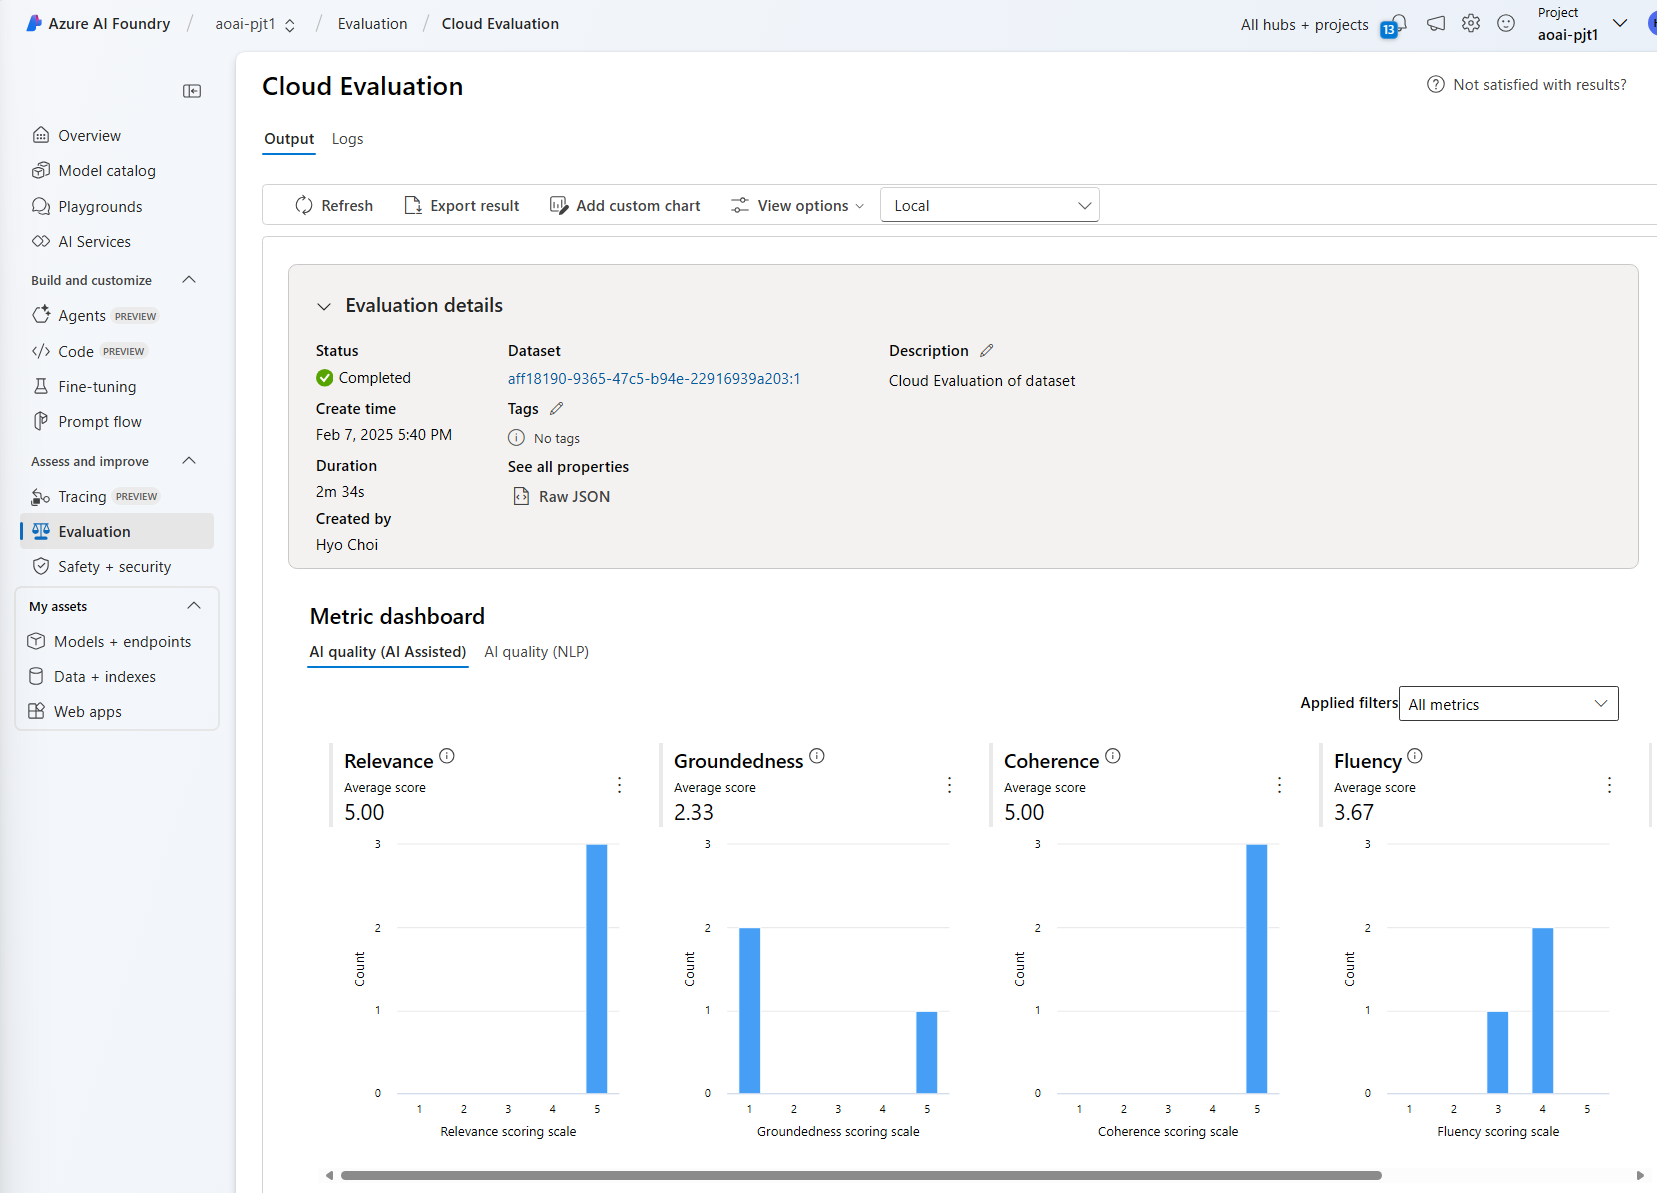 Azure AI Foundry / aoai-pjt1 / Evaluation / Cloud Evaluation
All hubs + projects
13
Project
aoai-pjt1
Overview
Model catalog
Playgrounds
AI Services
Build and customize
Agents PREVIEW
Code PREVIEW
Fine-tuning
Prompt flow
Assess and improve
Tracing PREVIEW
Evaluation
Safety + security
My assets
Models + endpoints
Data + indexes
Web apps
Cloud Evaluation
Not satisfied with results?
Output Logs
Refresh Export result Add custom chart View options Local
Evaluation details
Status
Completed
Create time
Feb 7, 2025 5:40 PM
Duration
2m 34s
Created by
Hyo Choi
Dataset
aff18190-9365-47c5-b94e-22916939a203:1
Tags
No tags
See all properties
Raw JSON
Description
Cloud Evaluation of dataset
Metric dashboard
AI quality (AI Assisted) AI quality (NLP)
Applied filters All metrics
Relevance
Average score
5.00
3
2
1
0
Count
1 2 3 4 5
Relevance scoring scale
Groundedness
Average score
2.33
3
2
1
0
Count
1 2 3 4 5
Groundedness scoring scale
Coherence
Average score
5.00
3
2
1
0
Count
1 2 3 4 5
Coherence scoring scale
Fluency
Average score
3.67
3
2
1
0
Count
1 2 3 4 5
Fluency scoring scale